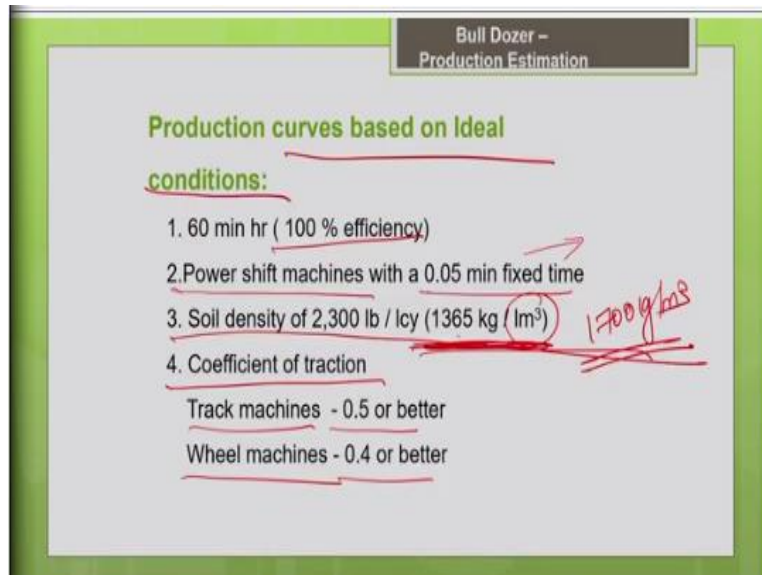 Bull Dozer –
Production Estimation
Production curves based on Ideal
conditions:
1. 60 min hr ( 100 % efficiency)
2.Power shift machines with a 0.05 min fixed time
3. Soil density of 2,300 lb / lcy (1365 kg / lm³)
1700
4. Coefficient of traction
Track machines - 0.5 or better
Wheel machines - 0.4 or better